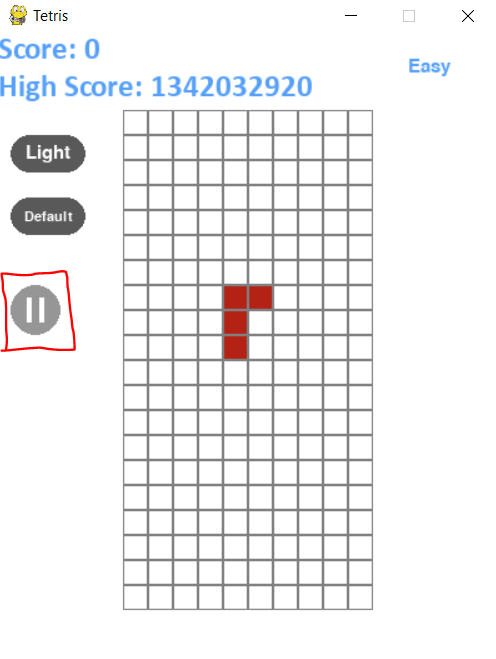 Tetris
Score: 0
Easy
High Score: 1342032920
Light
Default